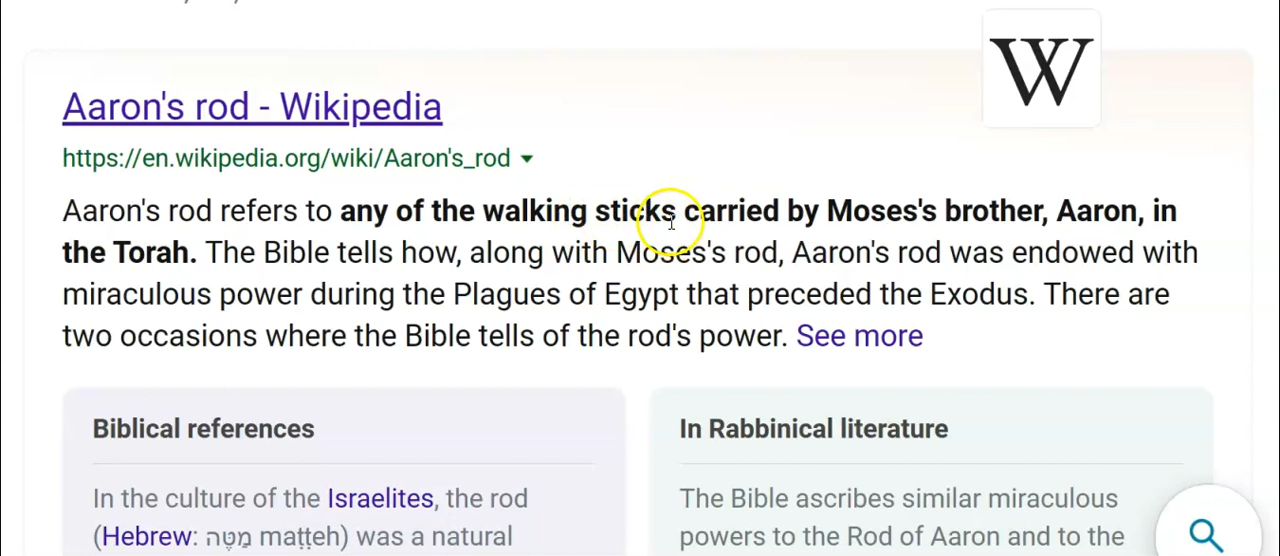 W
Aaron's rod - Wikipedia
https://en.wikipedia.org/wiki/Aaron's_rod
Aaron's rod refers to any of the walking sticks carried by Moses's brother, Aaron, in
the Torah. The Bible tells how, along with Moses's rod, Aaron's rod was endowed with
miraculous power during the Plagues of Egypt that preceded the Exodus. There are
two occasions where the Bible tells of the rod's power. See more
Biblical references
In the culture of the Israelites, the rod
(Hebrew: מַטֶּה maṭṭeh) was a natural
In Rabbinical literature
The Bible ascribes similar miraculous
powers to the Rod of Aaron and to the